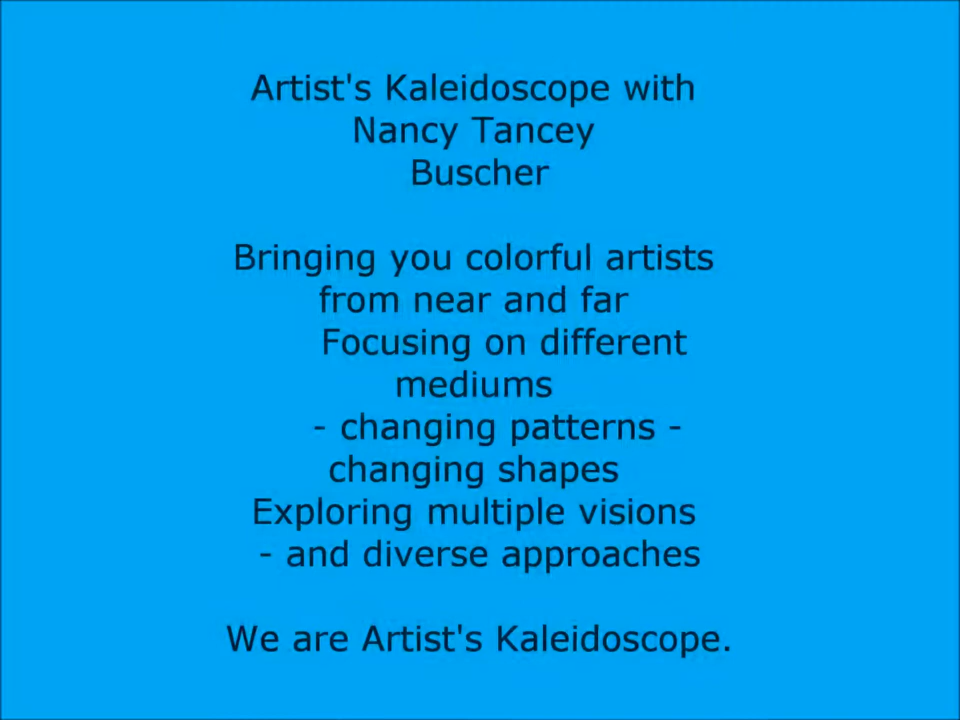 Artist's Kaleidoscope with
Nancy Tancey
Buscher
Bringing you colorful artists
from near and far
Focusing on different
mediums
- changing patterns -
changing shapes
Exploring multiple visions
- and diverse approaches
We are Artist's Kaleidoscope.